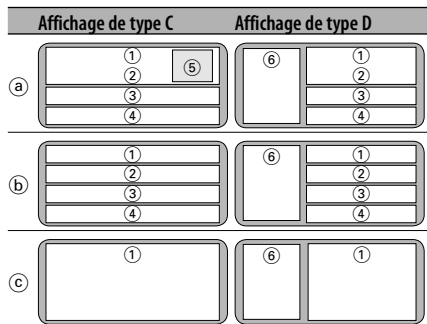 Affichage de type C Affichage de type D
ⓐ
① ⑤ ⑥ ①
② ②
③ ③
④ ④
ⓑ
① ⑥ ①
② ②
③ ③
④ ④
ⓒ
① ⑥ ①